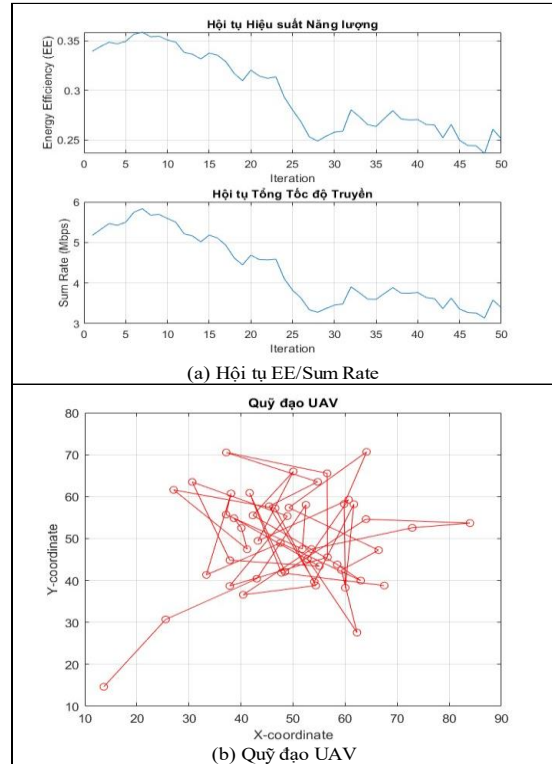 Hội tụ Hiệu suất Năng lượng
Energy Efficiency (EE)
0.35
0.3
0.25
0 5 10 15 20 25 30 35 40 45 50
Iteration
Hội tụ Tổng Tốc độ Truyền
Sum Rate (Mbps)
6
5
4
3
0 5 10 15 20 25 30 35 40 45 50
Iteration
(a) Hội tụ EE/Sum Rate
Quỹ đạo UAV
Y-coordinate
80
70
60
50
40
30
20
10
10 20 30 40 50 60 70 80 90
X-coordinate
(b) Quỹ đạo UAV